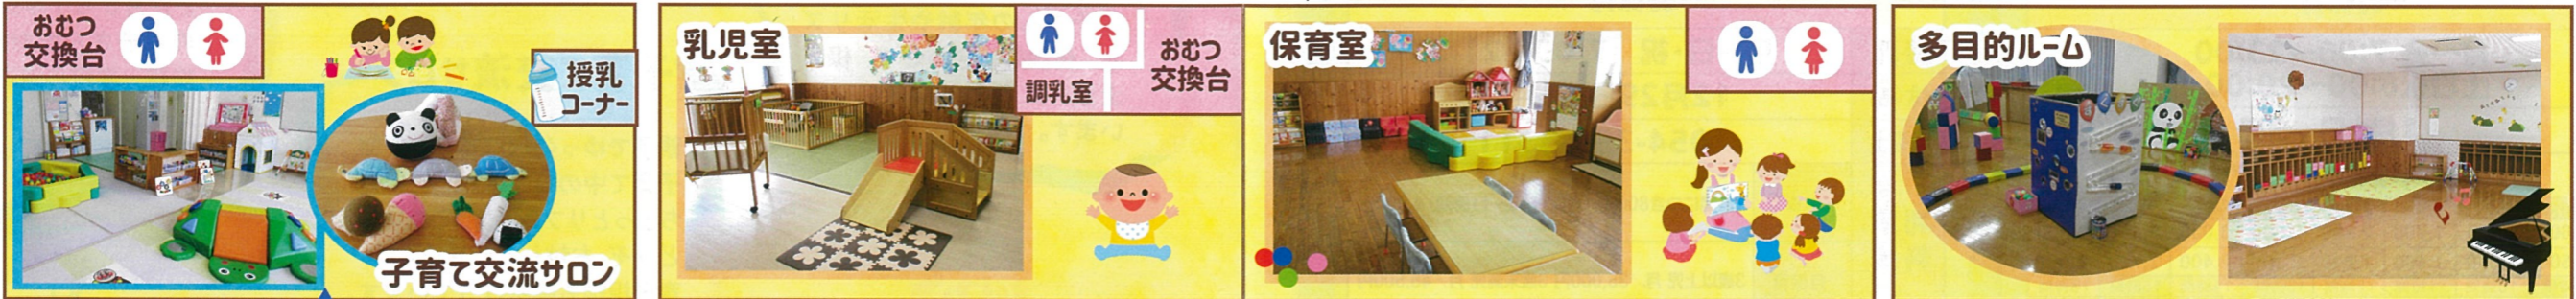 おむつ
交換台
授乳
コーナー
子育て交流サロン
乳児室
調乳室
おむつ
交換台
保育室
多目的ルーム